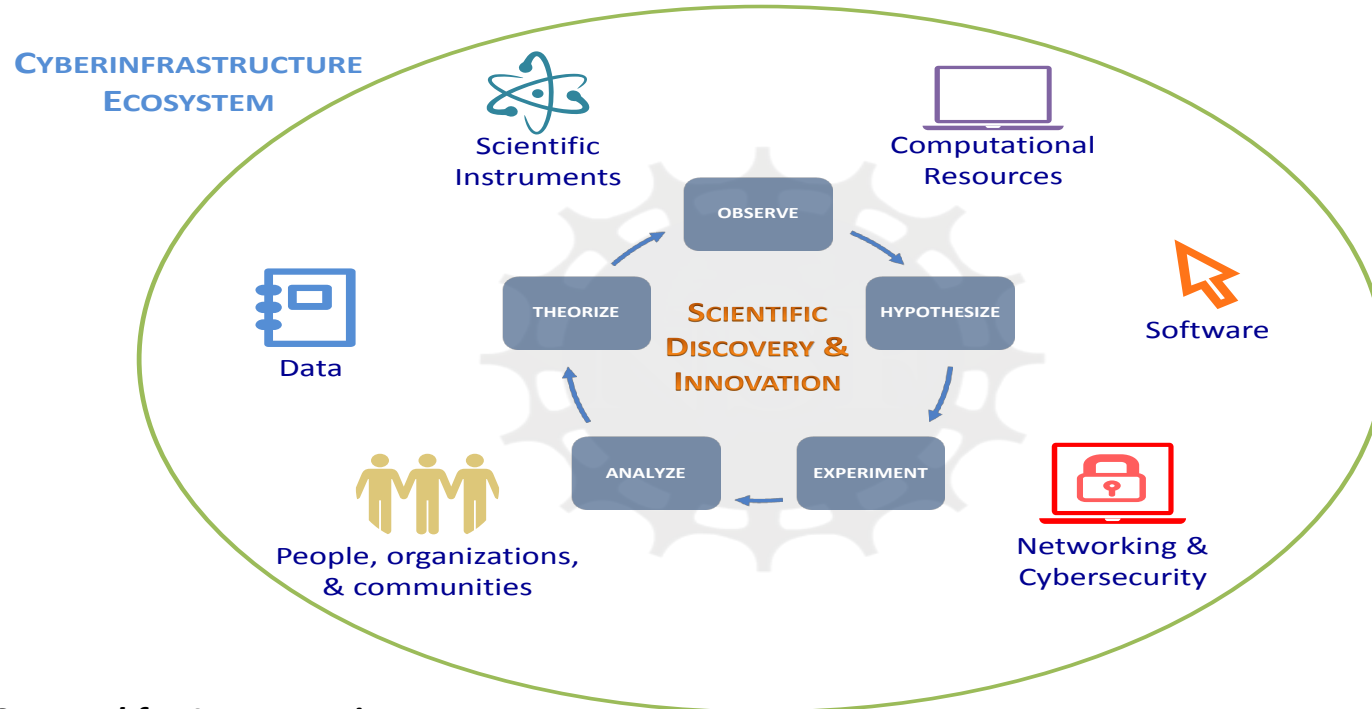 CYBERINFRASTRUCTURE
ECOSYSTEM
Scientific
Instruments
Computational
Resources
OBSERVE
THEORIZE
SCIENTIFIC
DISCOVERY &
INNOVATION
HYPOTHESIZE
Software
Data
ANALYZE
EXPERIMENT
People, organizations,
& communities
Networking &
Cybersecurity